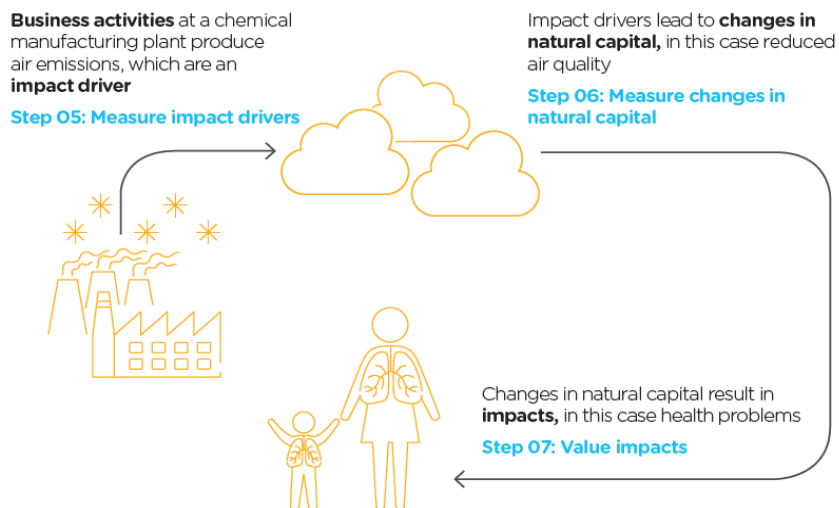 Business activities at a chemical
manufacturing plant produce
air emissions, which are an
impact driver
Step 05: Measure impact drivers
Impact drivers lead to changes in
natural capital, in this case reduced
air quality
Step 06: Measure changes in
natural capital
Changes in natural capital result in
impacts, in this case health problems
Step 07: Value impacts